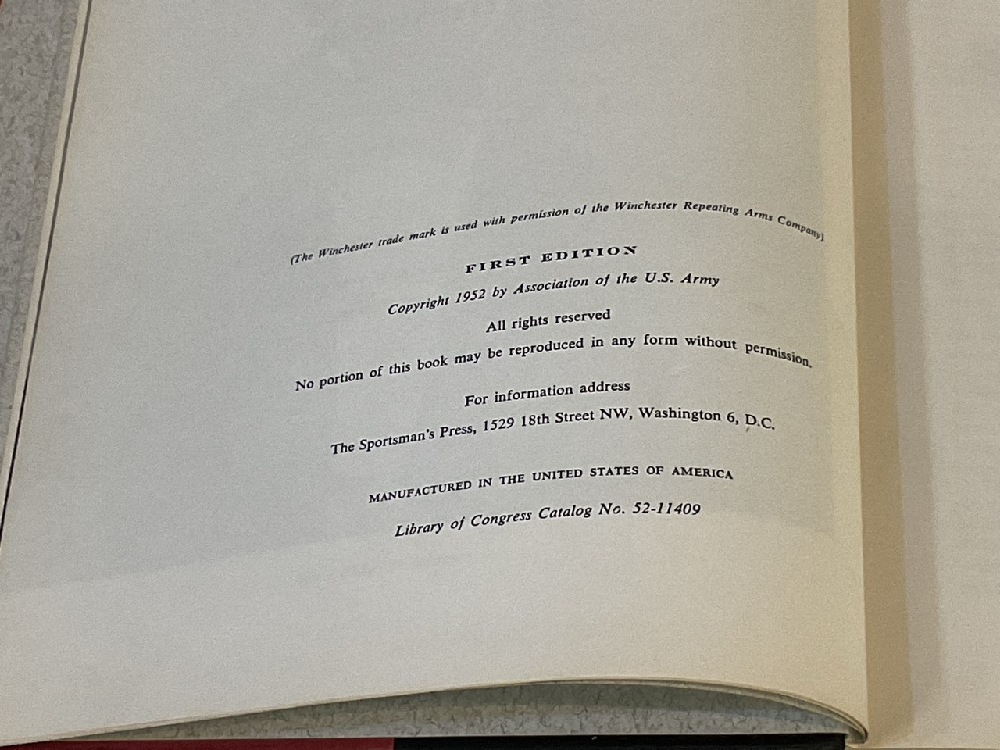 (The Winchester trade mark is used with permission of the Winchester Repeating Arms Company)
FIRST EDITION
Copyright 1952 by Association of the U.S. Army
All rights reserved
No portion of this book may be reproduced in any form without permission.
For information address
The Sportsman's Press, 1529 18th Street NW, Washington 6, D.C.
MANUFACTURED IN THE UNITED STATES OF AMERICA
Library of Congress Catalog No. 52-11409